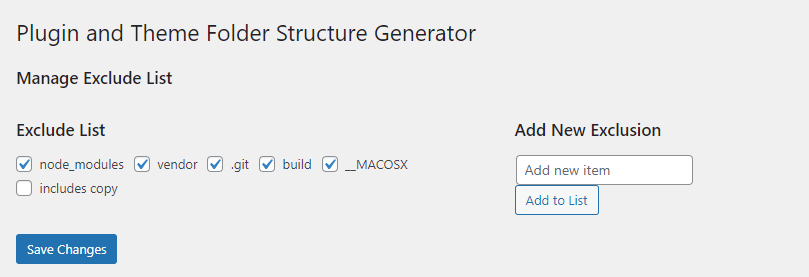 Plugin and Theme Folder Structure Generator
Manage Exclude List
Exclude List
node_modules vendor .git build __MACOSX
includes copy
Add New Exclusion
Add new item
Add to List
Save Changes